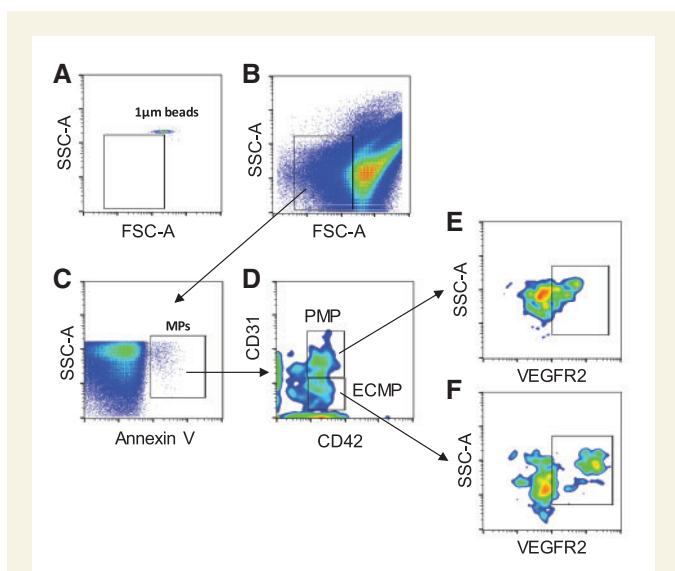 A
SSC-A
1μm beads
FSC-A
B
SSC-A
FSC-A
C
SSC-A
MPs
Annexin V
D
CD31
PMP
ECMP
CD42
E
SSC-A
VEGFR2
F
SSC-A
VEGFR2